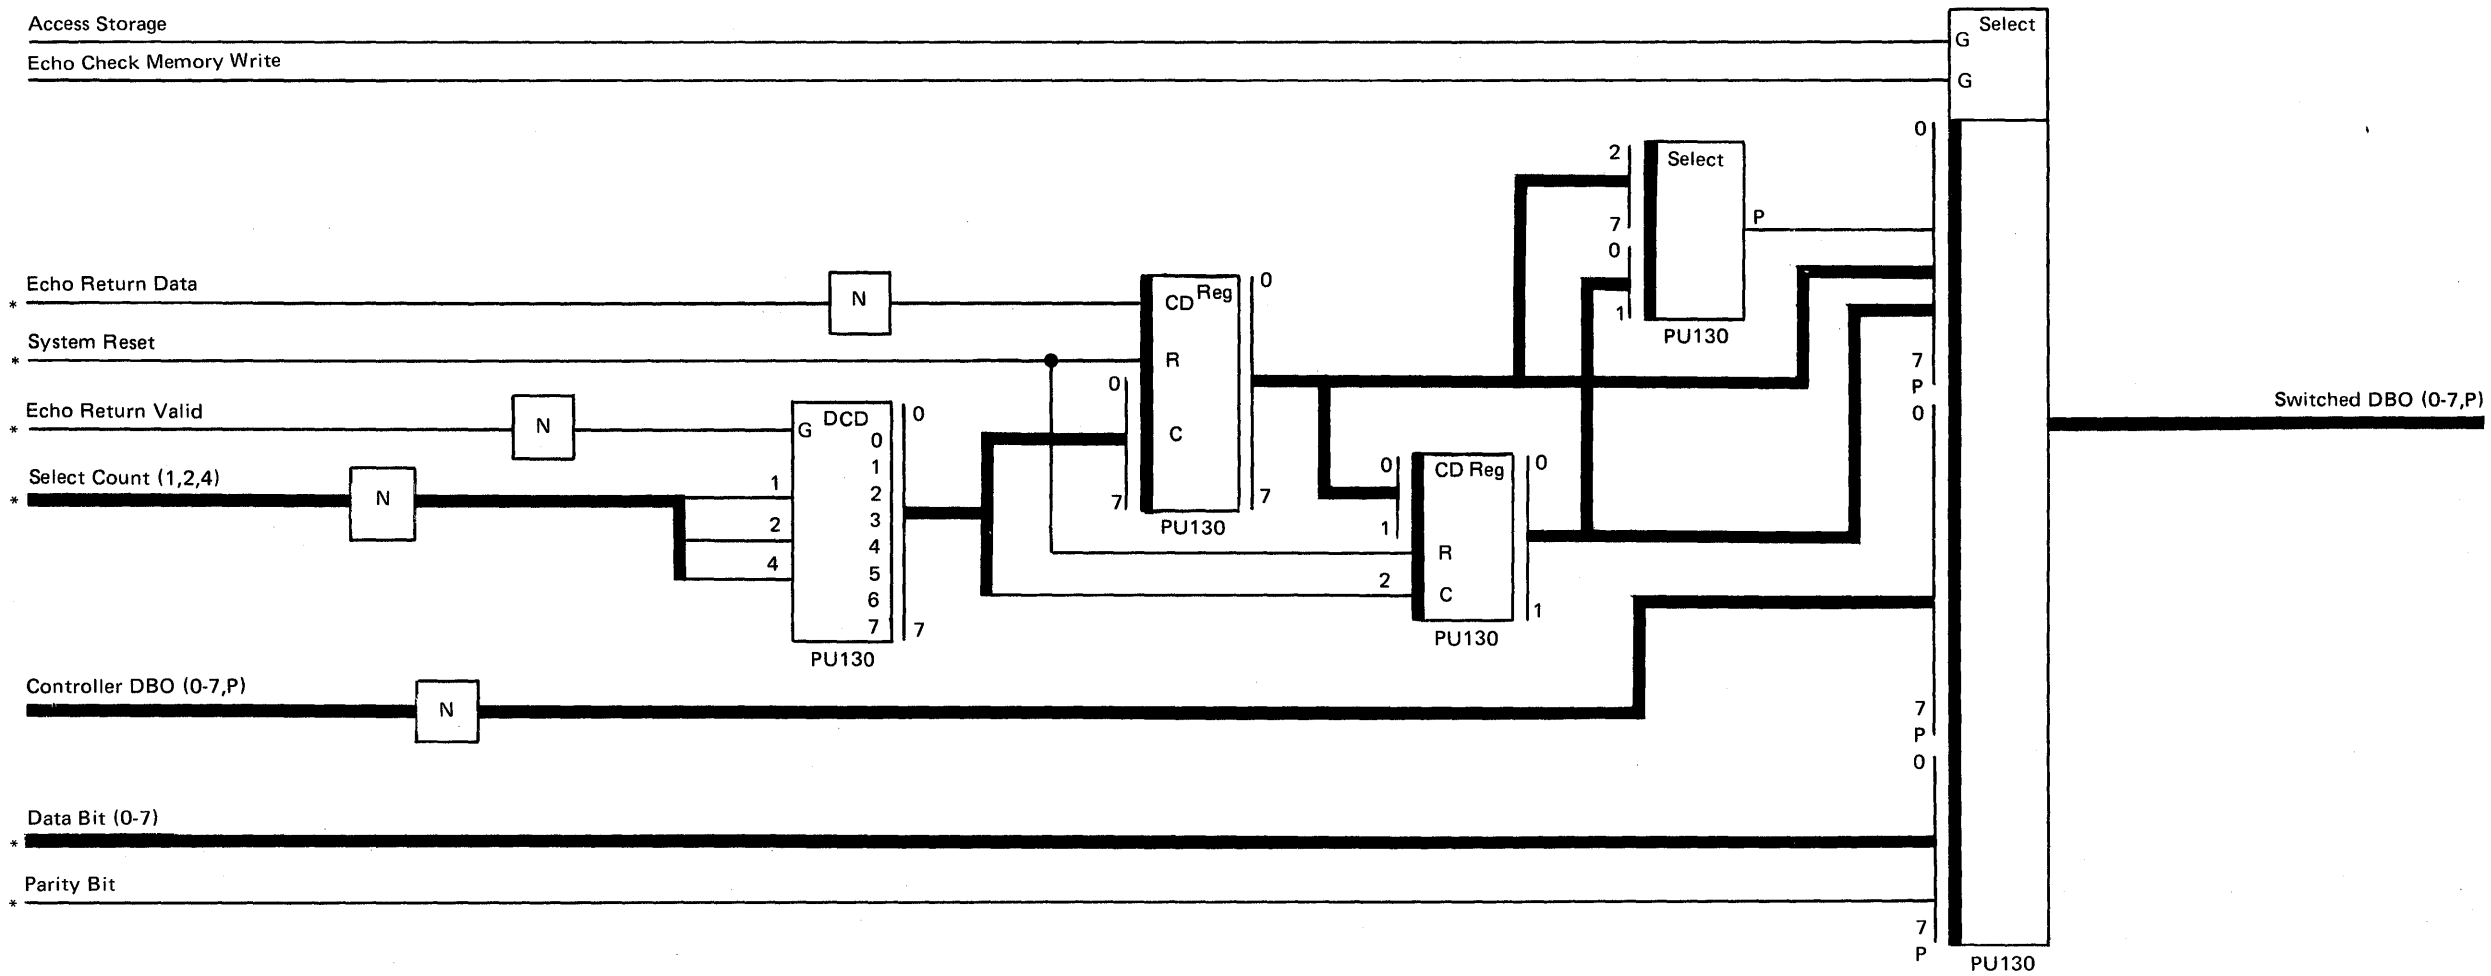 Access Storage
Echo Check Memory Write
G Select
G
0
2
Select
7
P
0
1
PU130
Echo Return Data
*
N
CD Reg
0
System Reset
*
R
0
7
P
Echo Return Valid
*
N
G DCD
0
0
1
2
3
4
5
6
7
7
C
7
7
PU130
0
Switched DBO (0-7,P)
Select Count (1,2,4)
*
N
1
2
4
0
CD Reg
0
1
R
2
C
1
PU130
PU130
Controller DBO (0-7,P)
N
7
P
0
Data Bit (0-7)
*
Parity Bit
*
7
P
PU130